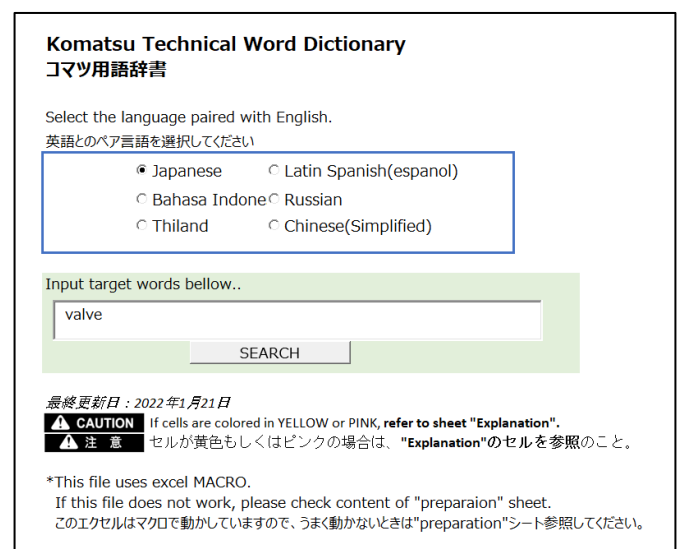 Komatsu Technical Word Dictionary
コマツ用語辞書
Select the language paired with English.
英語とのペア言語を選択してください
Japanese Latin Spanish(espanol)
Bahasa Indone Russian
Thiland Chinese(Simplified)
Input target words bellow..
valve
SEARCH
最終更新日：2022年1月21日
CAUTION If cells are colored in YELLOW or PINK, refer to sheet "Explanation".
注 意 セルが黄色もしくはピンクの場合は、"Explanation"のセルを参照のこと。
*This file uses excel MACRO.
If this file does not work, please check content of "preparaion" sheet.
このエクセルはマクロで動かしていますので、うまく動かないときは"preparation"シート参照してください。